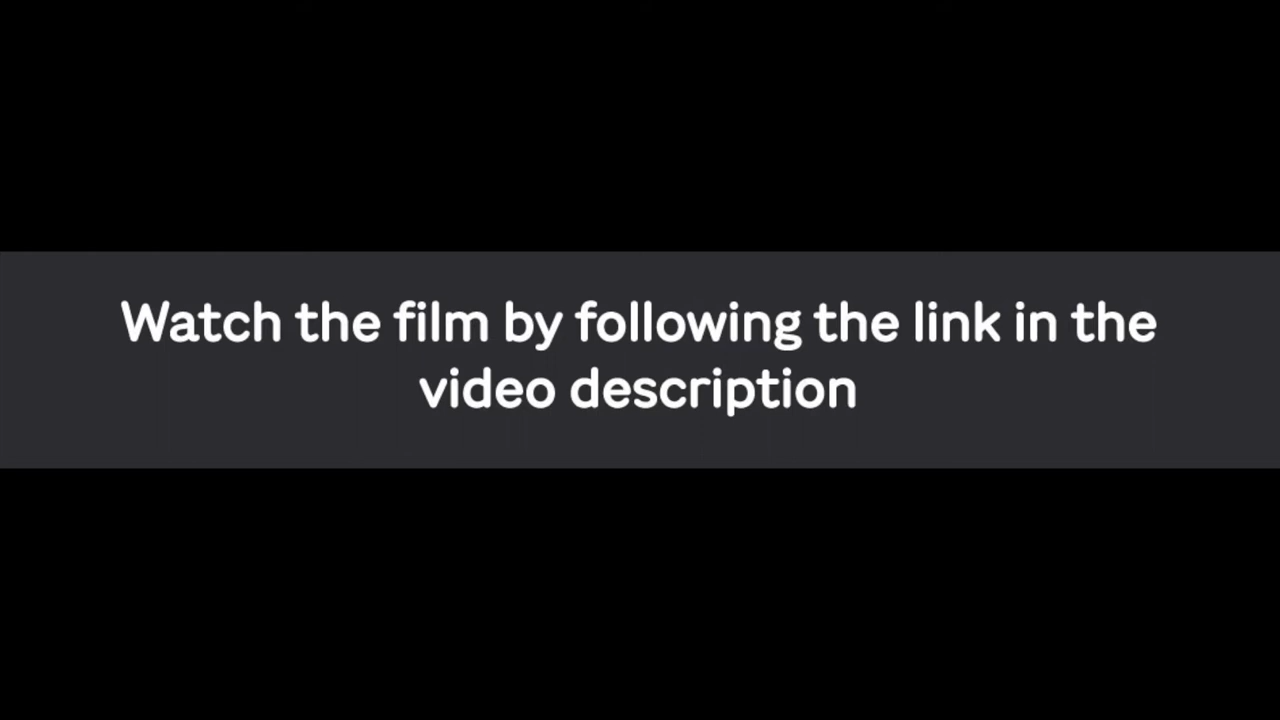 Watch the film by following the link in the
video description